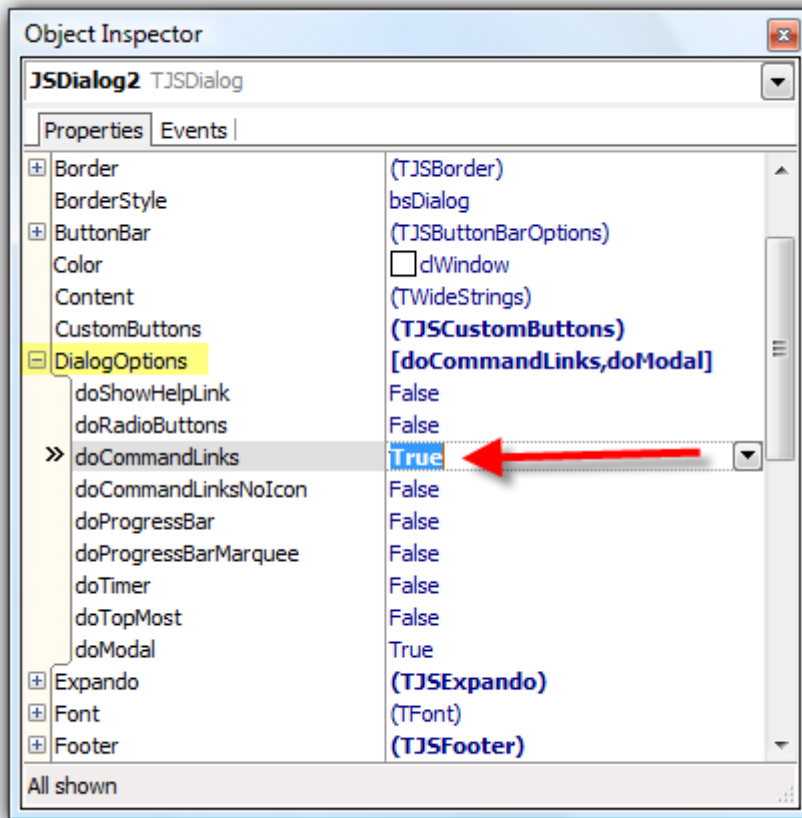 Object Inspector
JSDialog2 TJSDialog
Properties Events
Border (TJSBorder)
BorderStyle bsDialog
ButtonBar (TJSButtonBarOptions)
Color clWindow
Content (TWideStrings)
CustomButtons (TJSCustomButtons)
DialogOptions [doCommandLinks,doModal]
doShowHelpLink False
doRadioButtons False
doCommandLinks True
doCommandLinksNoIcon False
doProgressBar False
doProgressBarMarquee False
doTimer False
doTopMost False
doModal True
Expando (TJSExpando)
Font (TFont)
Footer (TJSFooter)
All shown